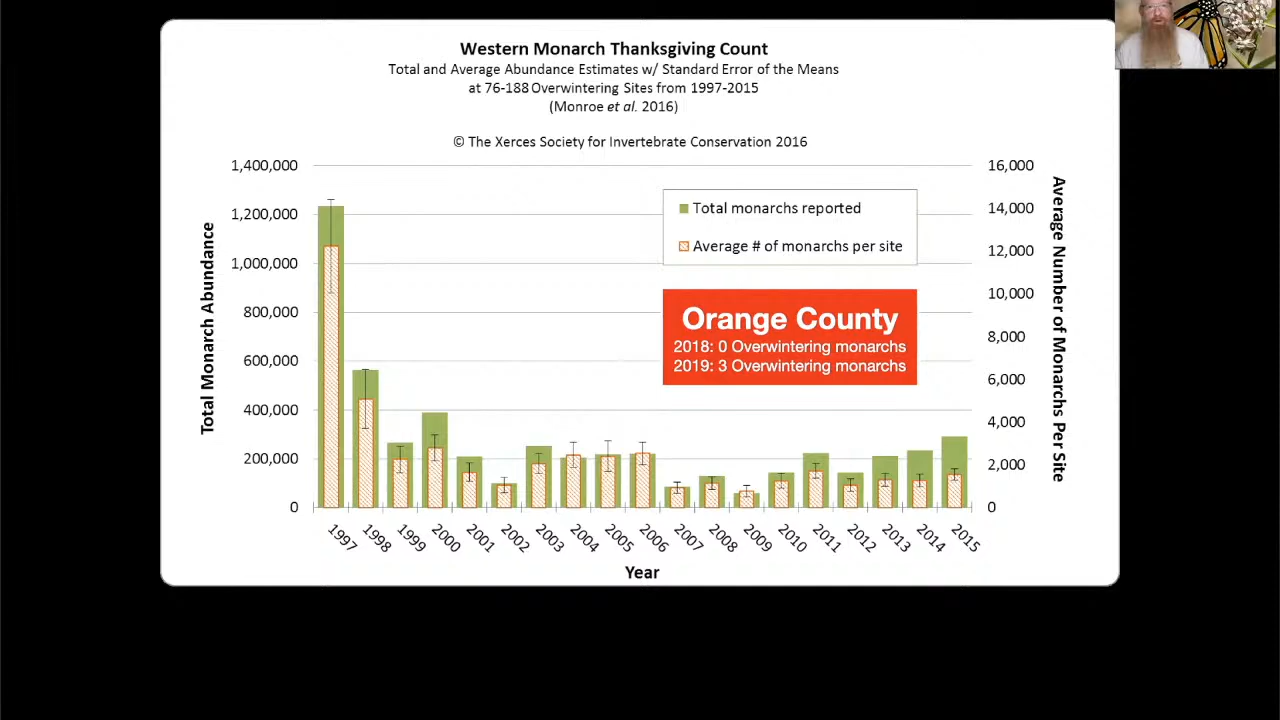 Western Monarch Thanksgiving Count
Total and Average Abundance Estimates w/ Standard Error of the Means
at 76-188 Overwintering Sites from 1997-2015
(Monroe et al. 2016)
© The Xerces Society for Invertebrate Conservation 2016
Total Monarch Abundance
1,400,000
1,200,000
1,000,000
800,000
600,000
400,000
200,000
0
Total monarchs reported
Average # of monarchs per site
Orange County
2018: 0 Overwintering monarchs
2019: 3 Overwintering monarchs
16,000
14,000
12,000
10,000
8,000
6,000
4,000
2,000
0
Average Number of Monarchs Per Site
1997
1998
1999
2000
2001
2002
2003
2004
2005
2006
2007
2008
2009
2010
2011
2012
2013
2014
2015
Year